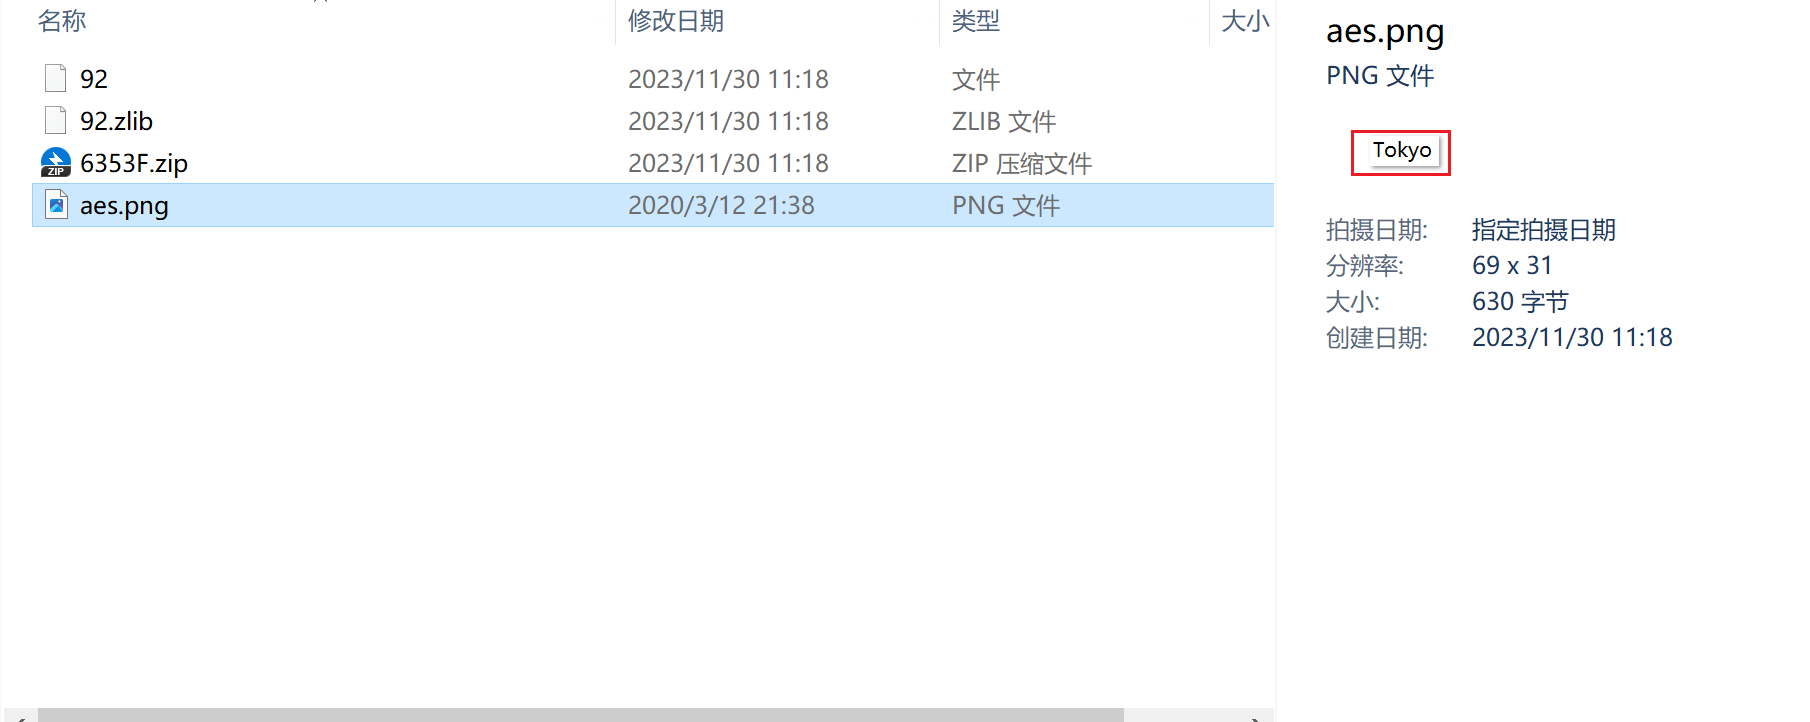 名称 修改日期 类型 大小
92 2023/11/30 11:18 文件
92.zlib 2023/11/30 11:18 ZLIB 文件
ZIP
6353F.zip 2023/11/30 11:18 ZIP 压缩文件
aes.png 2020/3/12 21:38 PNG 文件
aes.png
PNG 文件
Tokyo
拍摄日期: 指定拍摄日期
分辨率: 69 x 31
大小: 630 字节
创建日期: 2023/11/30 11:18